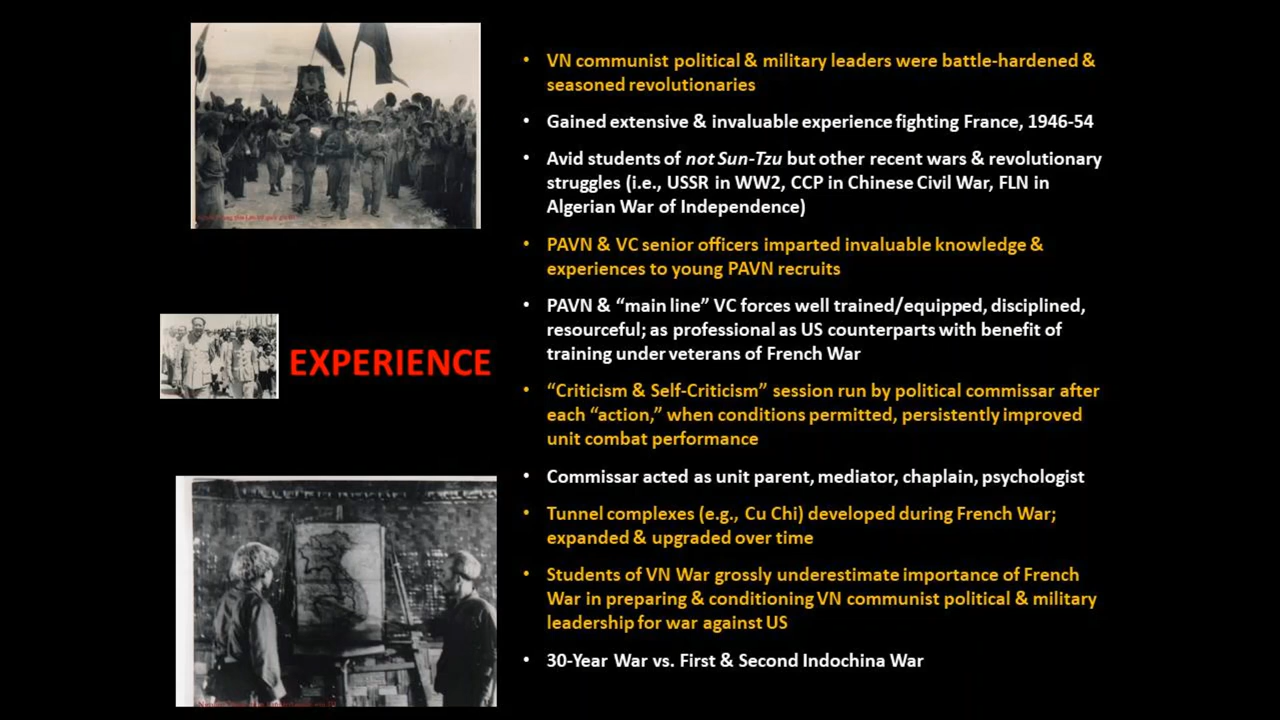 • VN communist political & military leaders were battle-hardened &
seasoned revolutionaries
• Gained extensive & invaluable experience fighting France, 1946-54
• Avid students of not Sun-Tzu but other recent wars & revolutionary
struggles (i.e., USSR in WW2, CCP in Chinese Civil War, FLN in
Algerian War of Independence)
• PAVN & VC senior officers imparted invaluable knowledge &
experiences to young PAVN recruits
• PAVN & “main line” VC forces well trained/equipped, disciplined,
resourceful; as professional as US counterparts with benefit of
training under veterans of French War
EXPERIENCE
• “Criticism & Self-Criticism” session run by political commissar after
each “action,” when conditions permitted, persistently improved
unit combat performance
• Commissar acted as unit parent, mediator, chaplain, psychologist
• Tunnel complexes (e.g., Cu Chi) developed during French War;
expanded & upgraded over time
• Students of VN War grossly underestimate importance of French
War in preparing & conditioning VN communist political & military
leadership for war against US
• 30-Year War vs. First & Second Indochina War